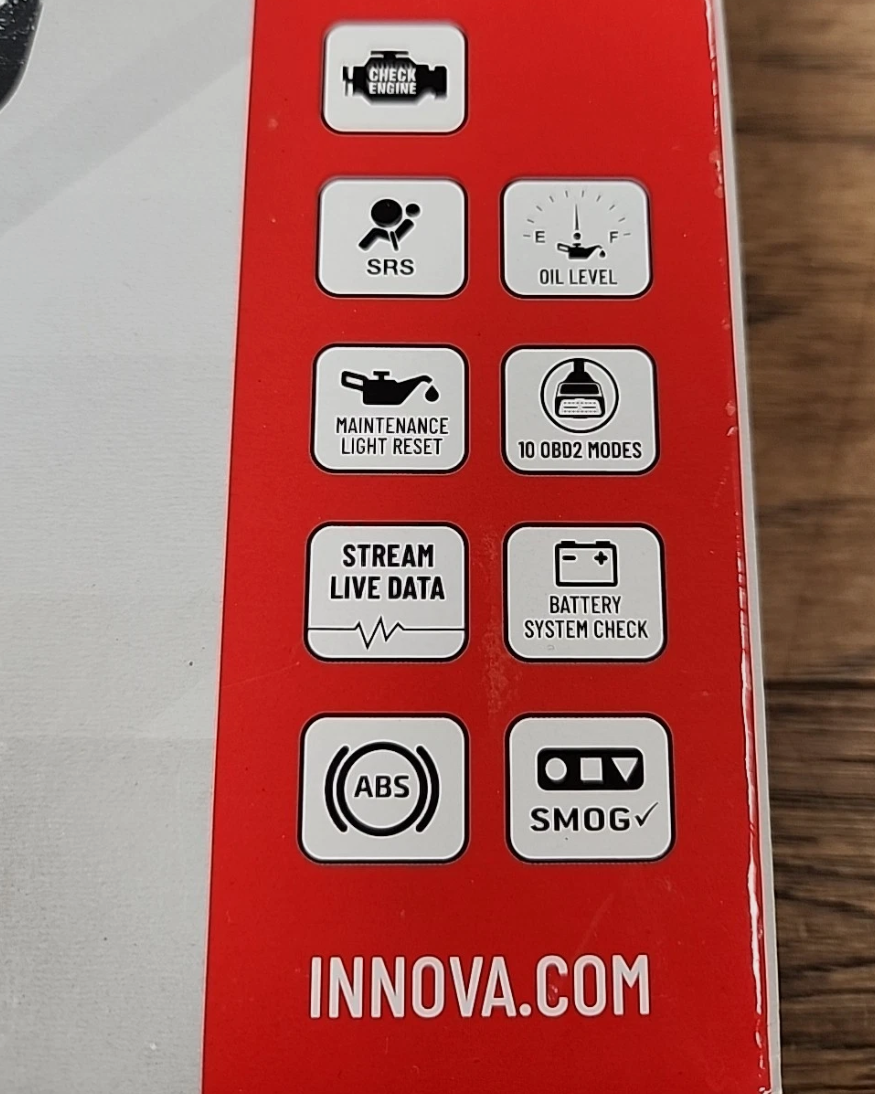 CHECK
ENGINE
SRS
E F
OIL LEVEL
MAINTENANCE
LIGHT RESET
10 OBD2 MODES
STREAM
LIVE DATA
- +
BATTERY
SYSTEM CHECK
ABS
SMOG✓
INNOVA.COM